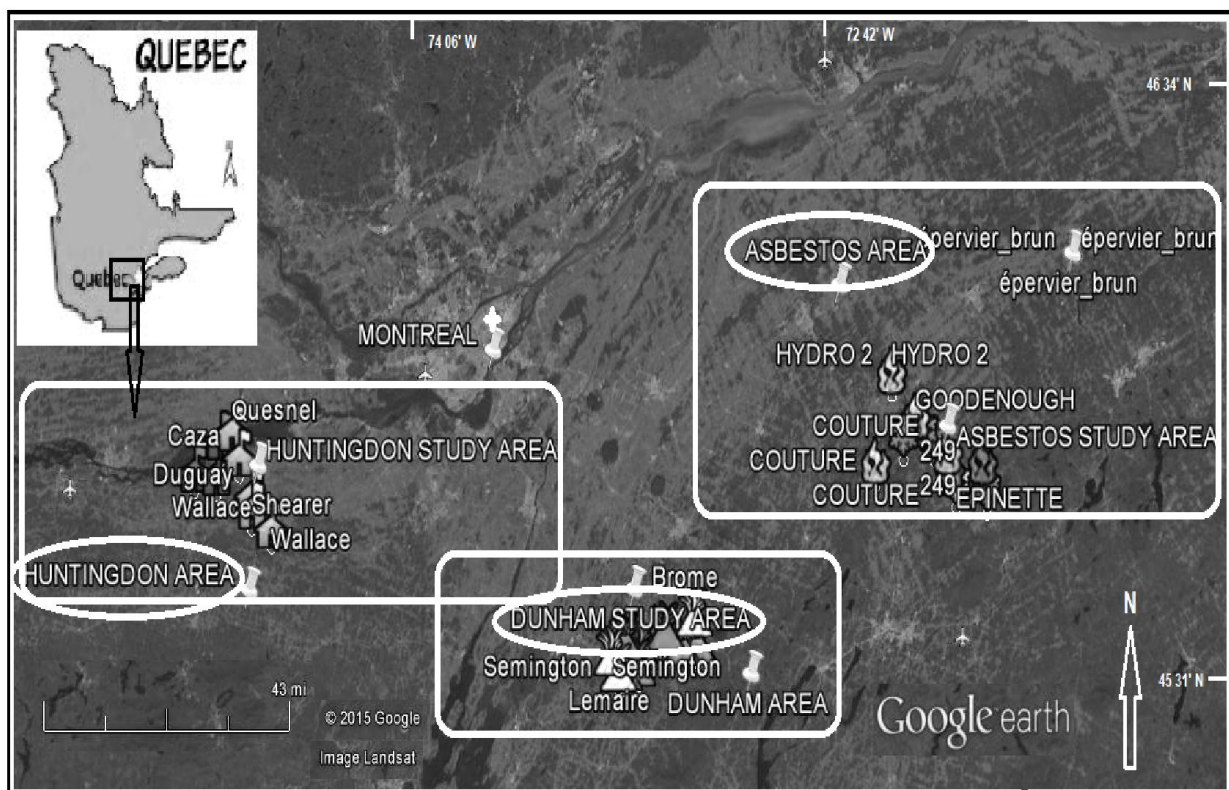 QUEBEC
Quebec
N
74 06' W
72 42' W
46 34' N
ASBESTOS AREA
épervier_brun
épervier_brun
épervier_brun
MONTREAL
HYDRO 2
HYDRO 2
GOODENOUGH
COUTURE
ASBESTOS STUDY AREA
249
COUTURE
COUTURE
249
EPINETTE
Quesnel
Caza
HUNTINGDON STUDY AREA
Duguay
Wallace
Shearer
Wallace
HUNTINGDON AREA
Brome
DUNHAM STUDY AREA
Semington
Semington
Lemaire
DUNHAM AREA
45 31' N
43 mi
© 2015 Google
Image Landsat
Google earth